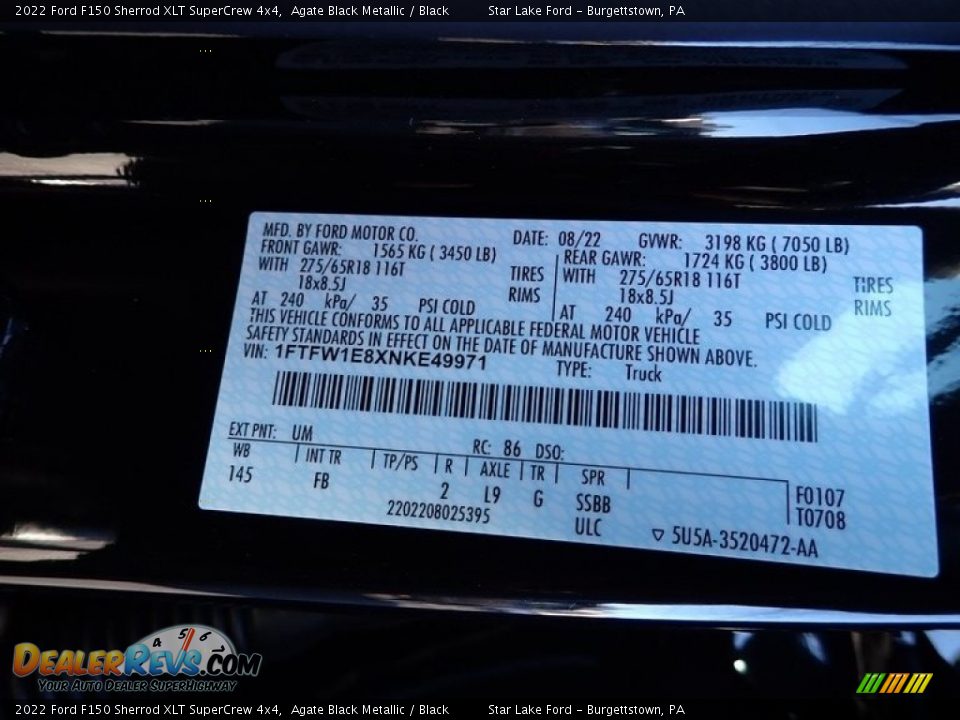 2022 Ford F150 Sherrod XLT SuperCrew 4x4, Agate Black Metallic / Black Star Lake Ford - Burgettstown, PA
MFD. BY FORD MOTOR CO. DATE: 08/22 GVWR: 3198 KG ( 7050 LB)
FRONT GAWR: 1565 KG ( 3450 LB) REAR GAWR: 1724 KG ( 3800 LB)
WITH 275/65R18 116T TIRES WITH 275/65R18 116T TIRES
18x8.5J RIMS 18x8.5J RIMS
AT 240 kPa/ 35 PSI COLD AT 240 kPa/ 35 PSI COLD
THIS VEHICLE CONFORMS TO ALL APPLICABLE FEDERAL MOTOR VEHICLE
SAFETY STANDARDS IN EFFECT ON THE DATE OF MANUFACTURE SHOWN ABOVE.
VIN: 1FTFW1E8XNKE49971 TYPE: Truck
EXT PNT: UM RC: 86 DSO:
WB INT TR TP/PS R AXLE TR SPR
145 FB 2 L9 G SSBB F0107
2202208025395 ULC T0708
5U5A-3520472-AA
4 5 6
DEALERREVS.COM
YOUR AUTO DEALER SUPERHIGHWAY
2022 Ford F150 Sherrod XLT SuperCrew 4x4, Agate Black Metallic / Black Star Lake Ford - Burgettstown, PA